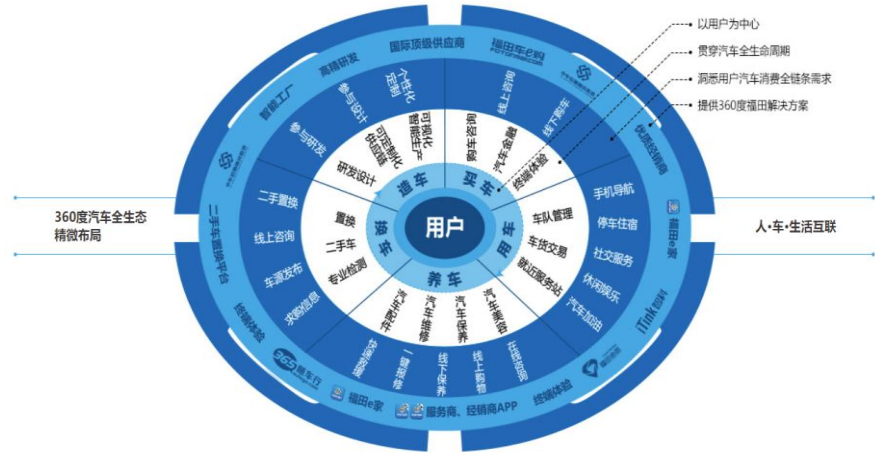 以用户为中心
贯穿汽车全生命周期
洞悉用户汽车消费全链条需求
提供360度福田解决方案
360度汽车全生态
精微布局
人·车·生活互联
用户
造车
买车
用车
养车
换车
研发设计
可定制化
供应链
可视化
智能生产
购车咨询
汽车金融
终端体验
车队管理
车货交易
就近服务站
汽车美容
汽车保养
汽车维修
汽车配件
专业检测
二手车
置换
参与研发
参与设计
个性化
定制
线上咨询
线下购车
手机导航
停车住宿
社交服务
休闲娱乐
汽车加油
在线咨询
线上购物
线下保养
一键报修
求购信息
车源发布
线上咨询
二手置换
智能工厂
高精研发
国际顶级供应商
福田车e购
优质经销商
福田e家
iTink智科
终端体验
服务商、经销商APP
福田e家
终端体验
二手车置换平台